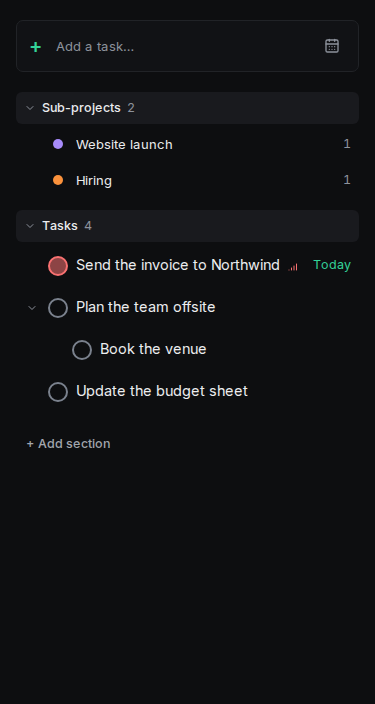 + Add a task...
Sub-projects 2
Website launch 1
Hiring 1
Tasks 4
Send the invoice to Northwind Today
Plan the team offsite
Book the venue
Update the budget sheet
+ Add section